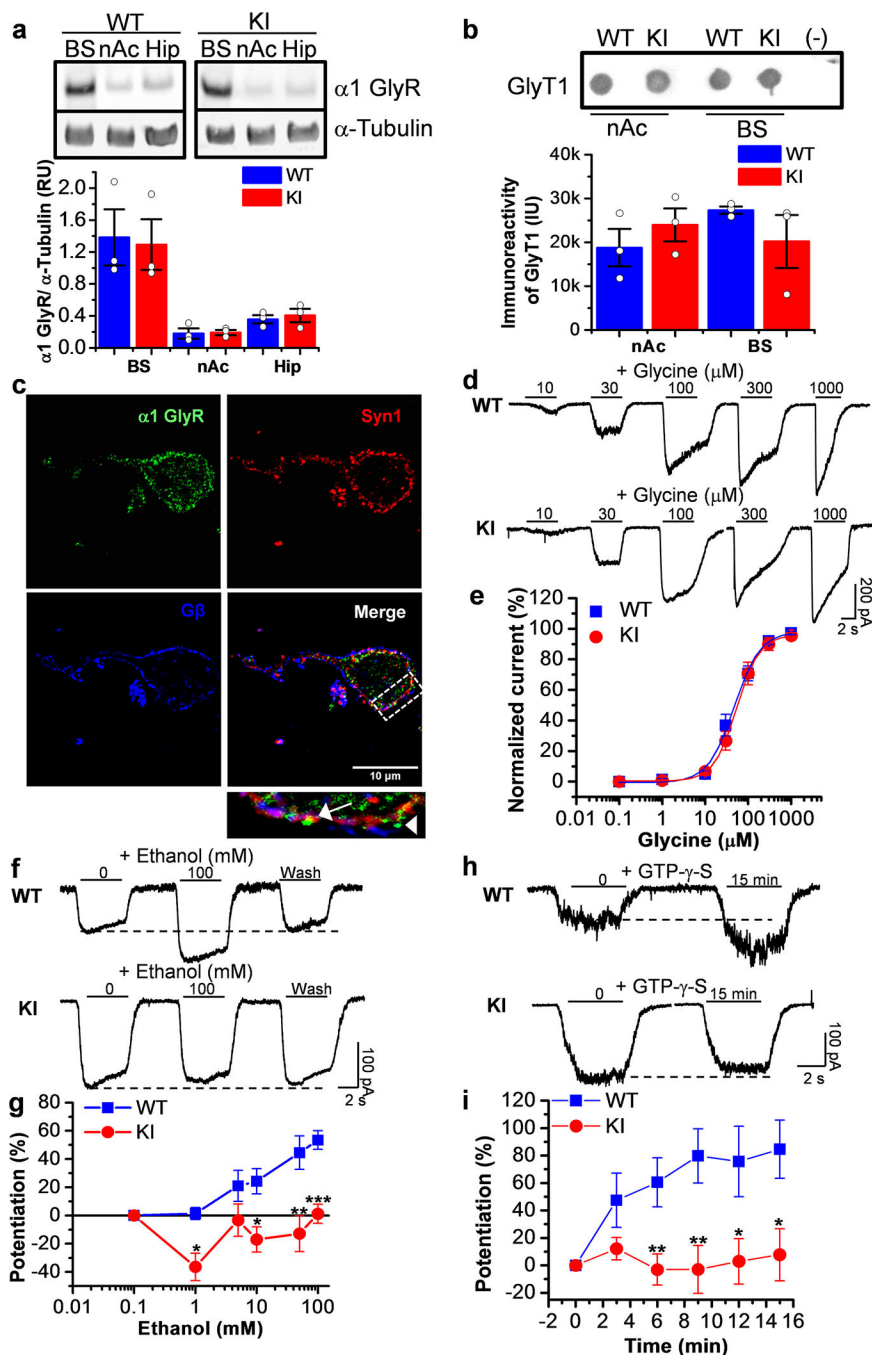 a
WT KI
BS nAc Hip BS nAc Hip
α1 GlyR
α-Tubulin
α1 GlyR/ α-Tubulin (RU)
2.0
1.6
1.2
0.8
0.4
0.0
WT
KI
BS nAc Hip
b
WT KI WT KI (-)
GlyT1
nAc BS
Immunoreactivity of GlyT1 (IU)
40k
30k
20k
10k
0
WT
KI
nAc BS
c
α1 GlyR
Syn1
Gβ
Merge
10 µm
d
+ Glycine (µM)
WT
10 30 100 300 1000
+ Glycine (µM)
KI
10 30 100 300 1000
200 pA
2 s
e
Normalized current (%)
120
100
80
60
40
20
0
WT
KI
0.01 0.1 1 10 100 1000
Glycine (µM)
f
+ Ethanol (mM)
WT
0 100 Wash
+ Ethanol (mM)
KI
0 100 Wash
100 pA
2 s
g
Potentiation (%)
80
60
40
20
0
-20
-40
WT
KI
* * ** ***
0.01 0.1 1 10 100
Ethanol (mM)
h
+ GTP-γ-S
WT
0 15 min
+ GTP-γ-S
KI
0 15 min
100 pA
2 s
i
Potentiation (%)
120
100
80
60
40
20
0
-20
WT
KI
** ** * *
-2 0 2 4 6 8 10 12 14 16
Time (min)